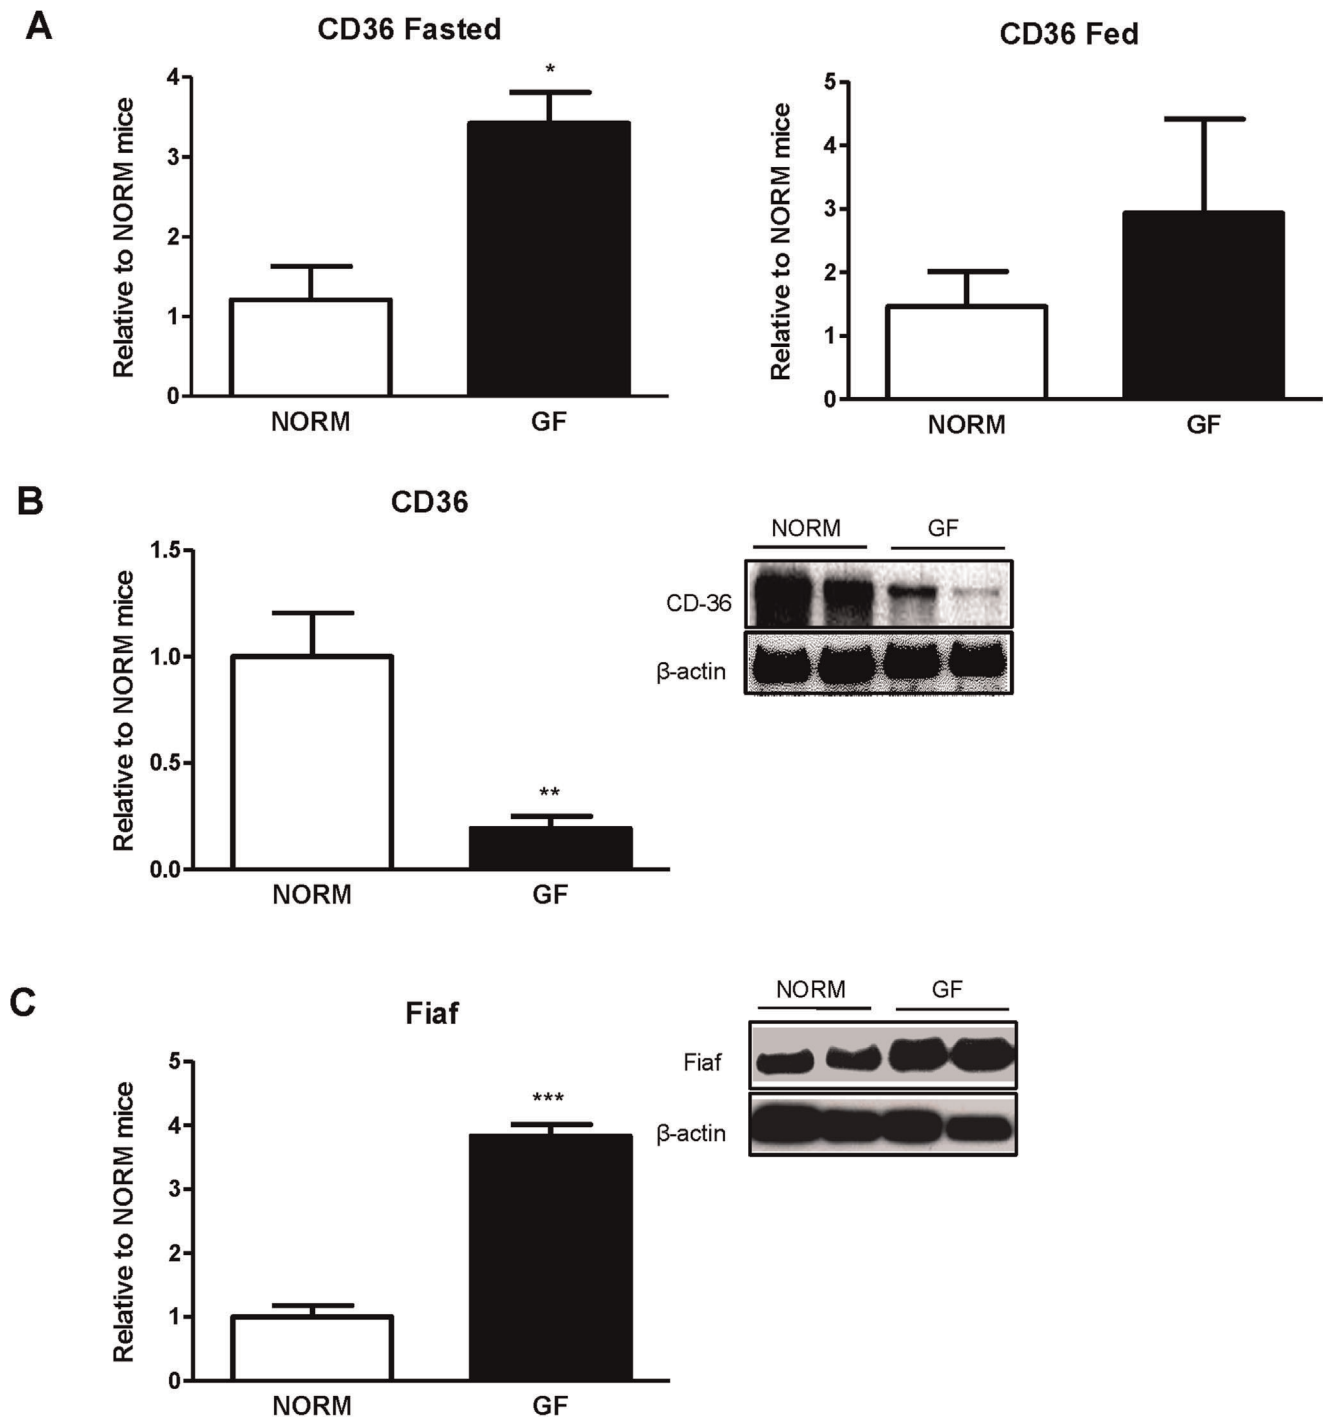 A
CD36 Fasted
Relative to NORM mice
4
3
2
1
0
*
NORM
GF
CD36 Fed
Relative to NORM mice
5
4
3
2
1
0
NORM
GF
B
CD36
Relative to NORM mice
1.5
1.0
0.5
0.0
**
NORM
GF
NORM
GF
CD-36
β-actin
C
Fiaf
Relative to NORM mice
5
4
3
2
1
0
***
NORM
GF
NORM
GF
Fiaf
β-actin